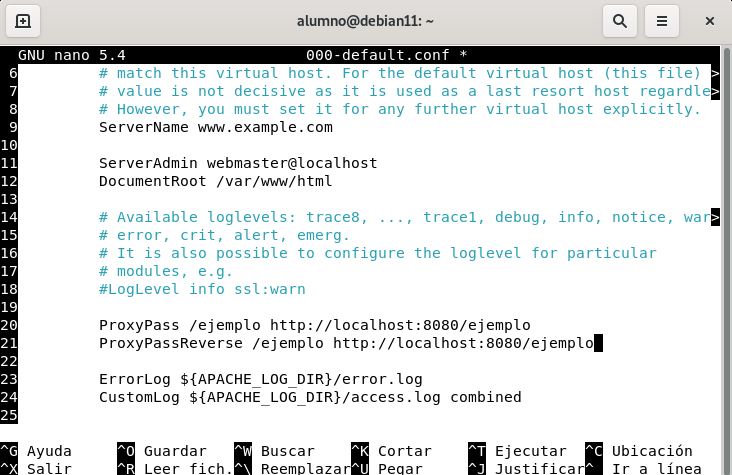 alumno@debian11: ~
GNU nano 5.4 000-default.conf *
6 # match this virtual host. For the default virtual host (this file) >
7 # value is not decisive as it is used as a last resort host regardle>
8 # However, you must set it for any further virtual host explicitly.
9 ServerName www.example.com
10
11 ServerAdmin webmaster@localhost
12 DocumentRoot /var/www/html
13
14 # Available loglevels: trace8, ..., trace1, debug, info, notice, war>
15 # error, crit, alert, emerg.
16 # It is also possible to configure the loglevel for particular
17 # modules, e.g.
18 #LogLevel info ssl:warn
19
20 ProxyPass /ejemplo http://localhost:8080/ejemplo
21 ProxyPassReverse /ejemplo http://localhost:8080/ejemplo
22
23 ErrorLog ${APACHE_LOG_DIR}/error.log
24 CustomLog ${APACHE_LOG_DIR}/access.log combined
25
^G Ayuda ^O Guardar ^W Buscar ^K Cortar ^T Ejecutar ^C Ubicación
^X Salir ^R Leer fich. ^\ Reemplazar ^U Pegar ^J Justificar ^_ Ir a línea